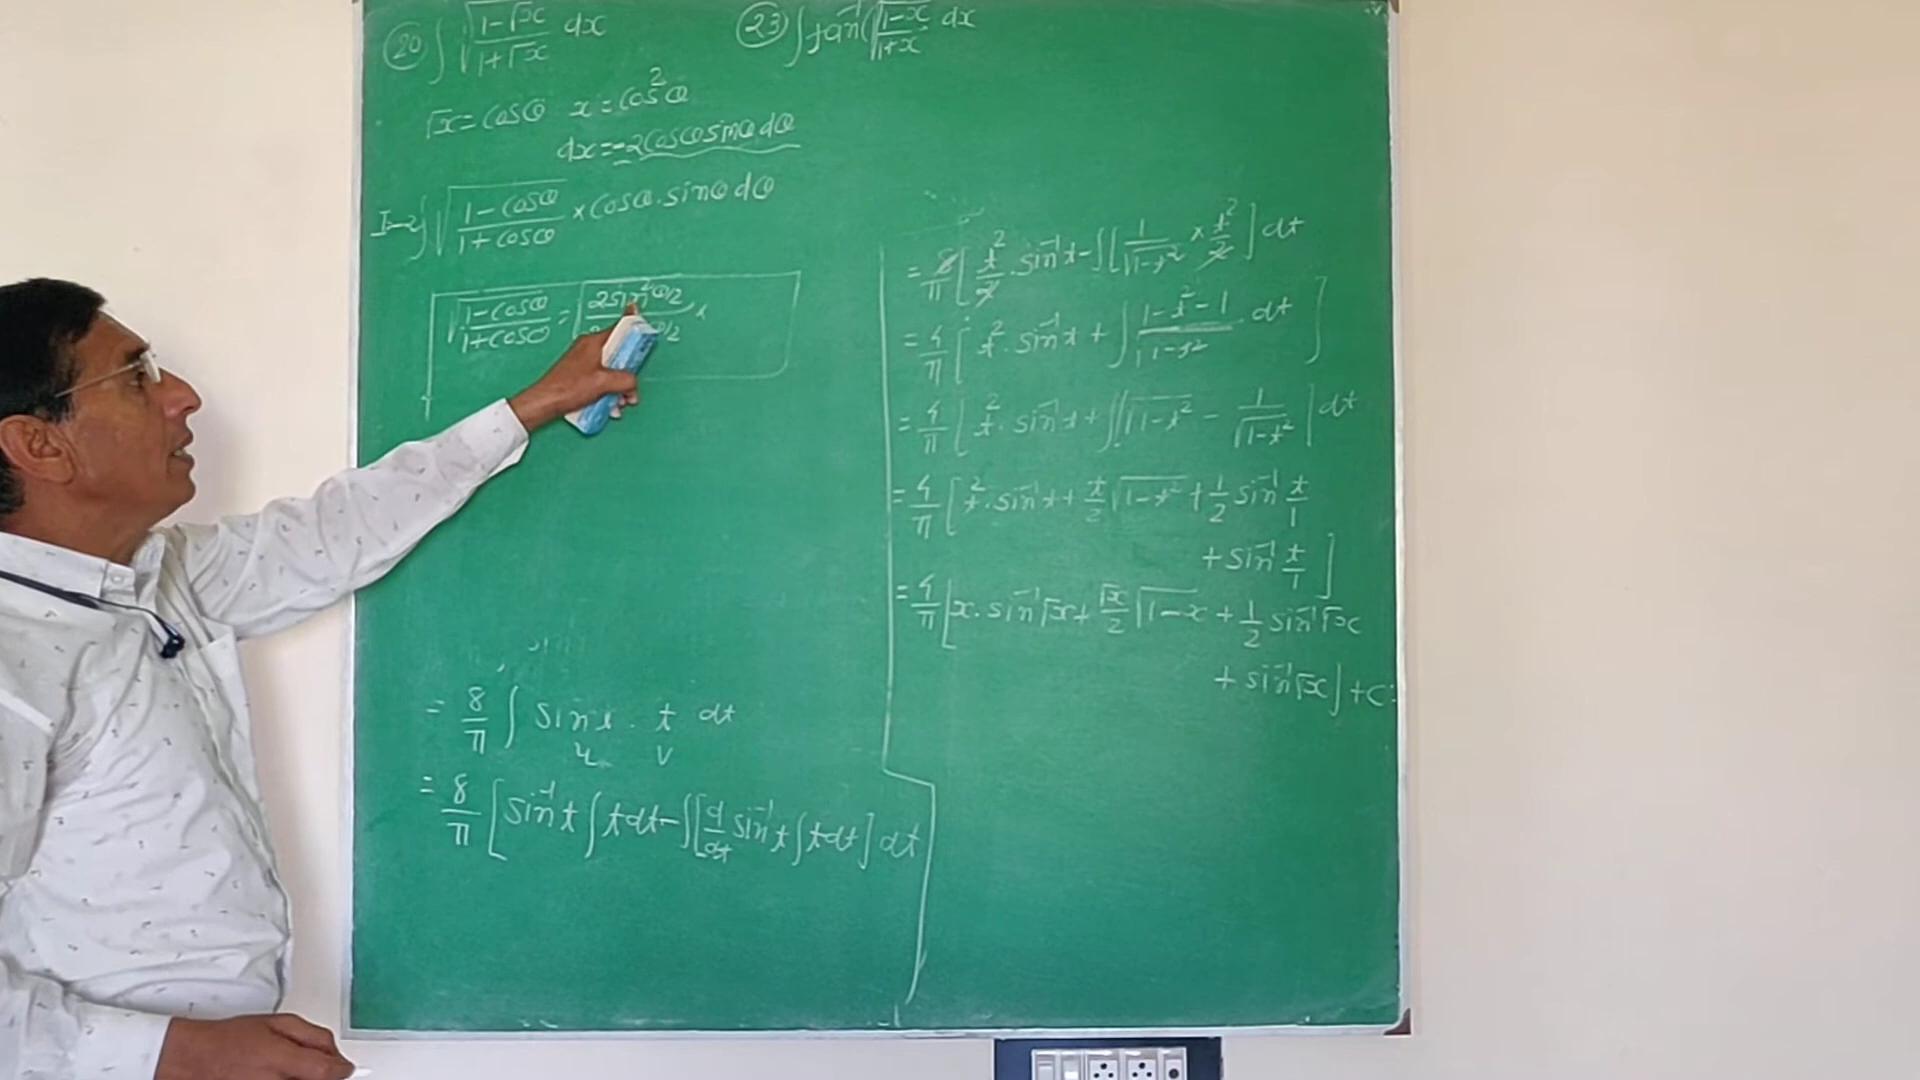 (20) ∫ √(1-√x / 1+√x) dx
(23) ∫ tan⁻¹(√(1-x / 1+x) dx
√x = cosθ x = cos²θ
dx = -2cosθ sinθ dθ
I = -2∫ √(1-cosθ / 1+cosθ) × cosθ . sinθ dθ
√(1-cosθ / 1+cosθ) = √(2sin²θ/2 / θ/2) ×
= 8/π ∫ sin t . t dt
u v
= 8/π [ sin⁻¹t ∫ t dt - ∫[ d/dt sin⁻¹t ∫ t dt ] dt
= 8/π [ t²/2 . sin⁻¹t - ∫[ 1/√(1-t²) × t²/2 ] dt
= 4/π [ t² . sin⁻¹t + ∫ (1-t²-1)/√(1-t²) dt ]
= 4/π [ t² . sin⁻¹t + ∫[ √(1-t²) - 1/√(1-t²) ] dt
= 4/π [ t² . sin⁻¹t + t/2 √(1-t²) + 1/2 sin⁻¹ t/1
+ sin⁻¹ t/1 ]
= 4/π [ x . sin⁻¹√x + √x/2 √(1-x) + 1/2 sin⁻¹√x
+ sin⁻¹√x ] + c